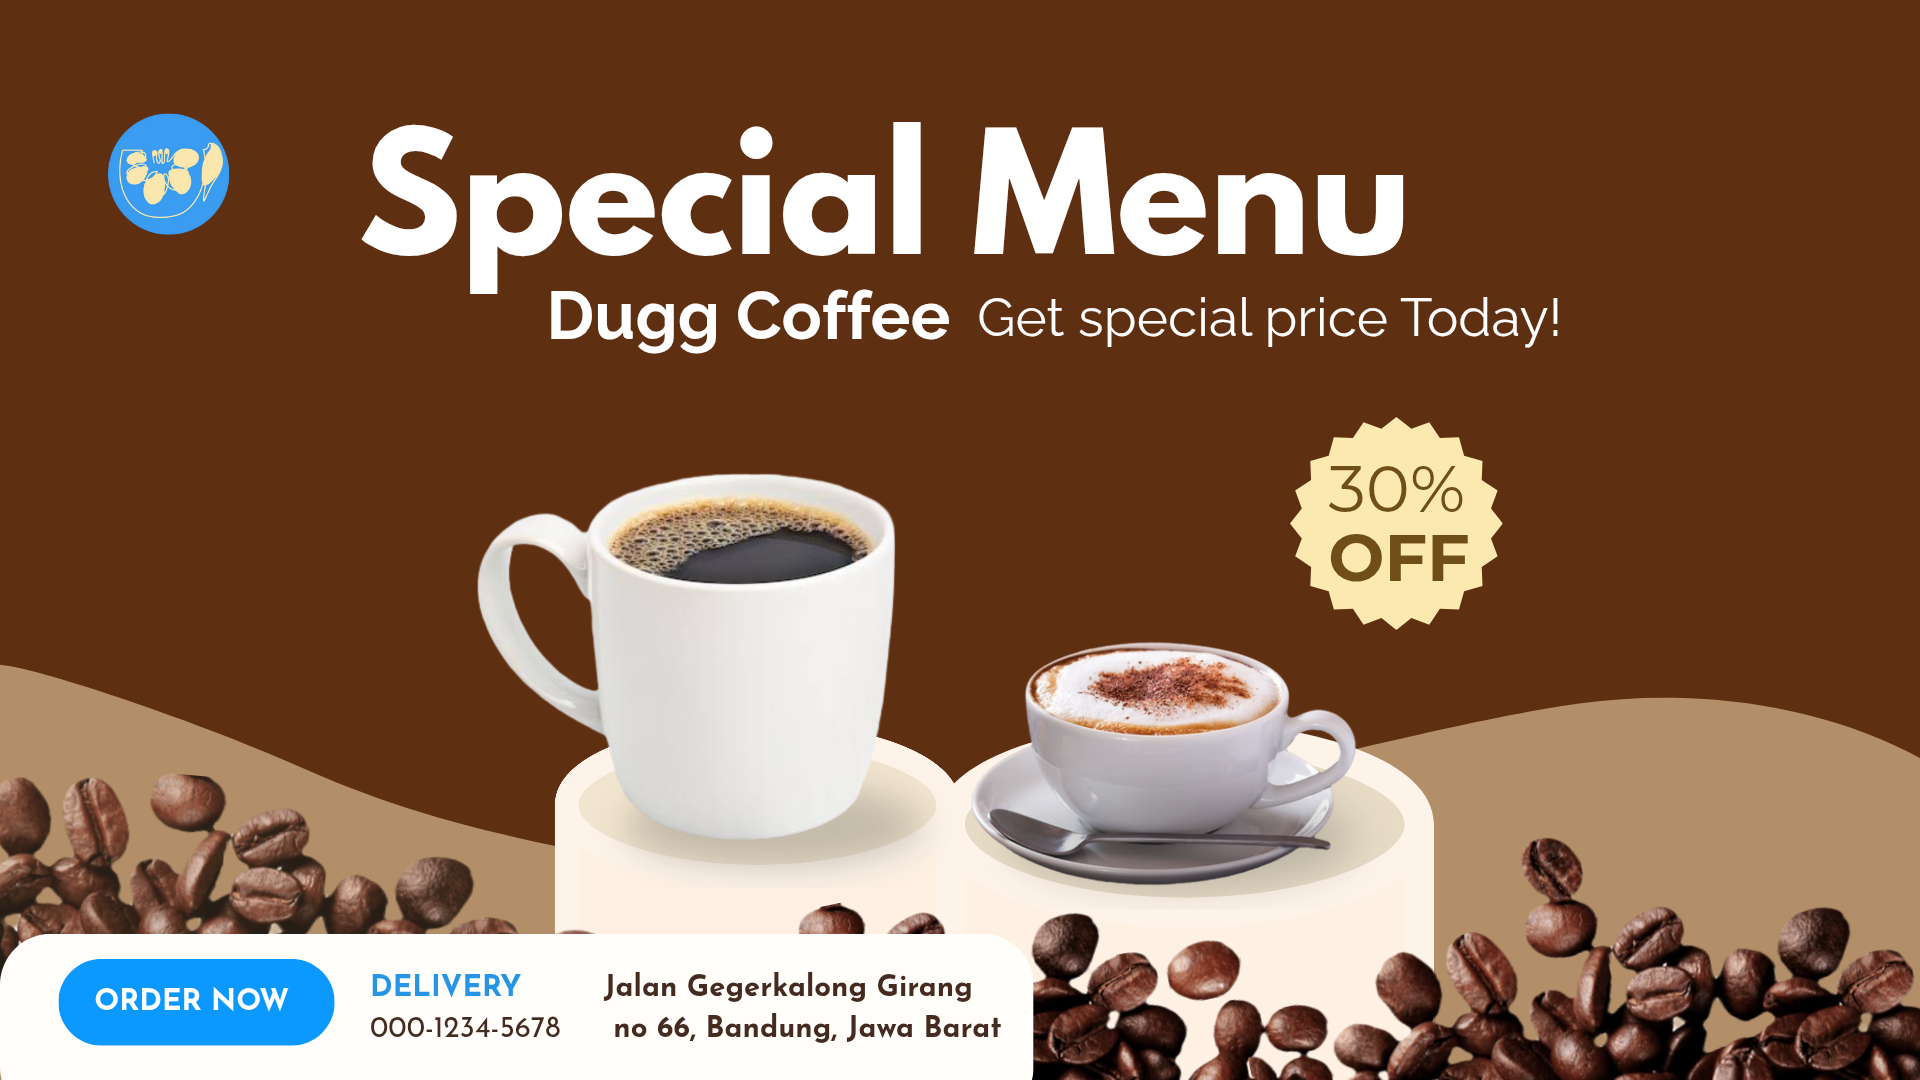 Special Menu
Dugg Coffee Get special price Today!
30%
OFF
ORDER NOW
DELIVERY
000-1234-5678
Jalan Gegerkalong Girang
no 66, Bandung, Jawa Barat